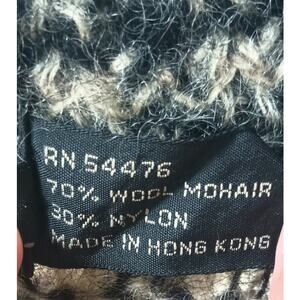 RN 54476
70% WOOL MOHAIR
30% NYLON
MADE IN HONG KONG